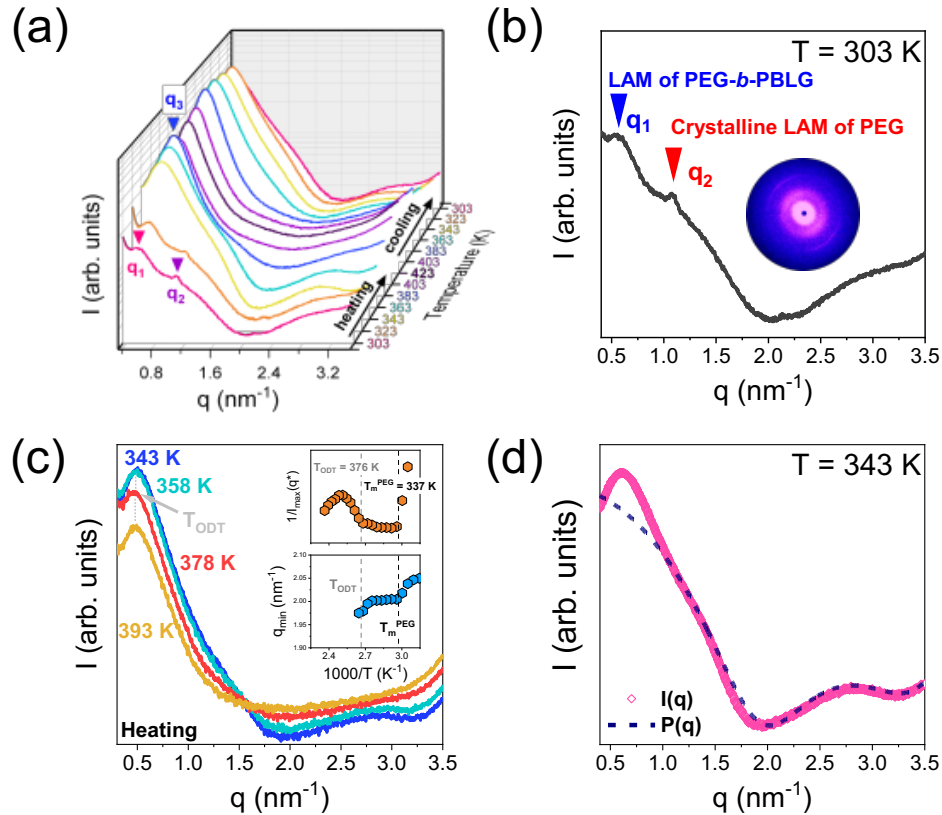 (a)
q3
q1
q2
I (arb. units)
heating
cooling
303
323
343
363
383
403
423
403
383
363
343
323
303
Temperature (K)
0.8 1.6 2.4 3.2
q (nm-1)
(b)
T = 303 K
LAM of PEG-b-PBLG
q1
Crystalline LAM of PEG
q2
I (arb. units)
0.5 1.0 1.5 2.0 2.5 3.0 3.5
q (nm-1)
(c)
343 K
358 K
TODT
378 K
393 K
Heating
I (arb. units)
0.5 1.0 1.5 2.0 2.5 3.0 3.5
q (nm-1)
TODT = 376 K
TmPEG = 337 K
1/Imax(q*)
TODT
TmPEG
qmin (nm-1)
2.10
2.05
2.00
1.95
1.90
2.4 2.7 3.0
1000/T (K-1)
(d)
T = 343 K
I(q)
P(q)
I (arb. units)
0.5 1.0 1.5 2.0 2.5 3.0 3.5
q (nm-1)